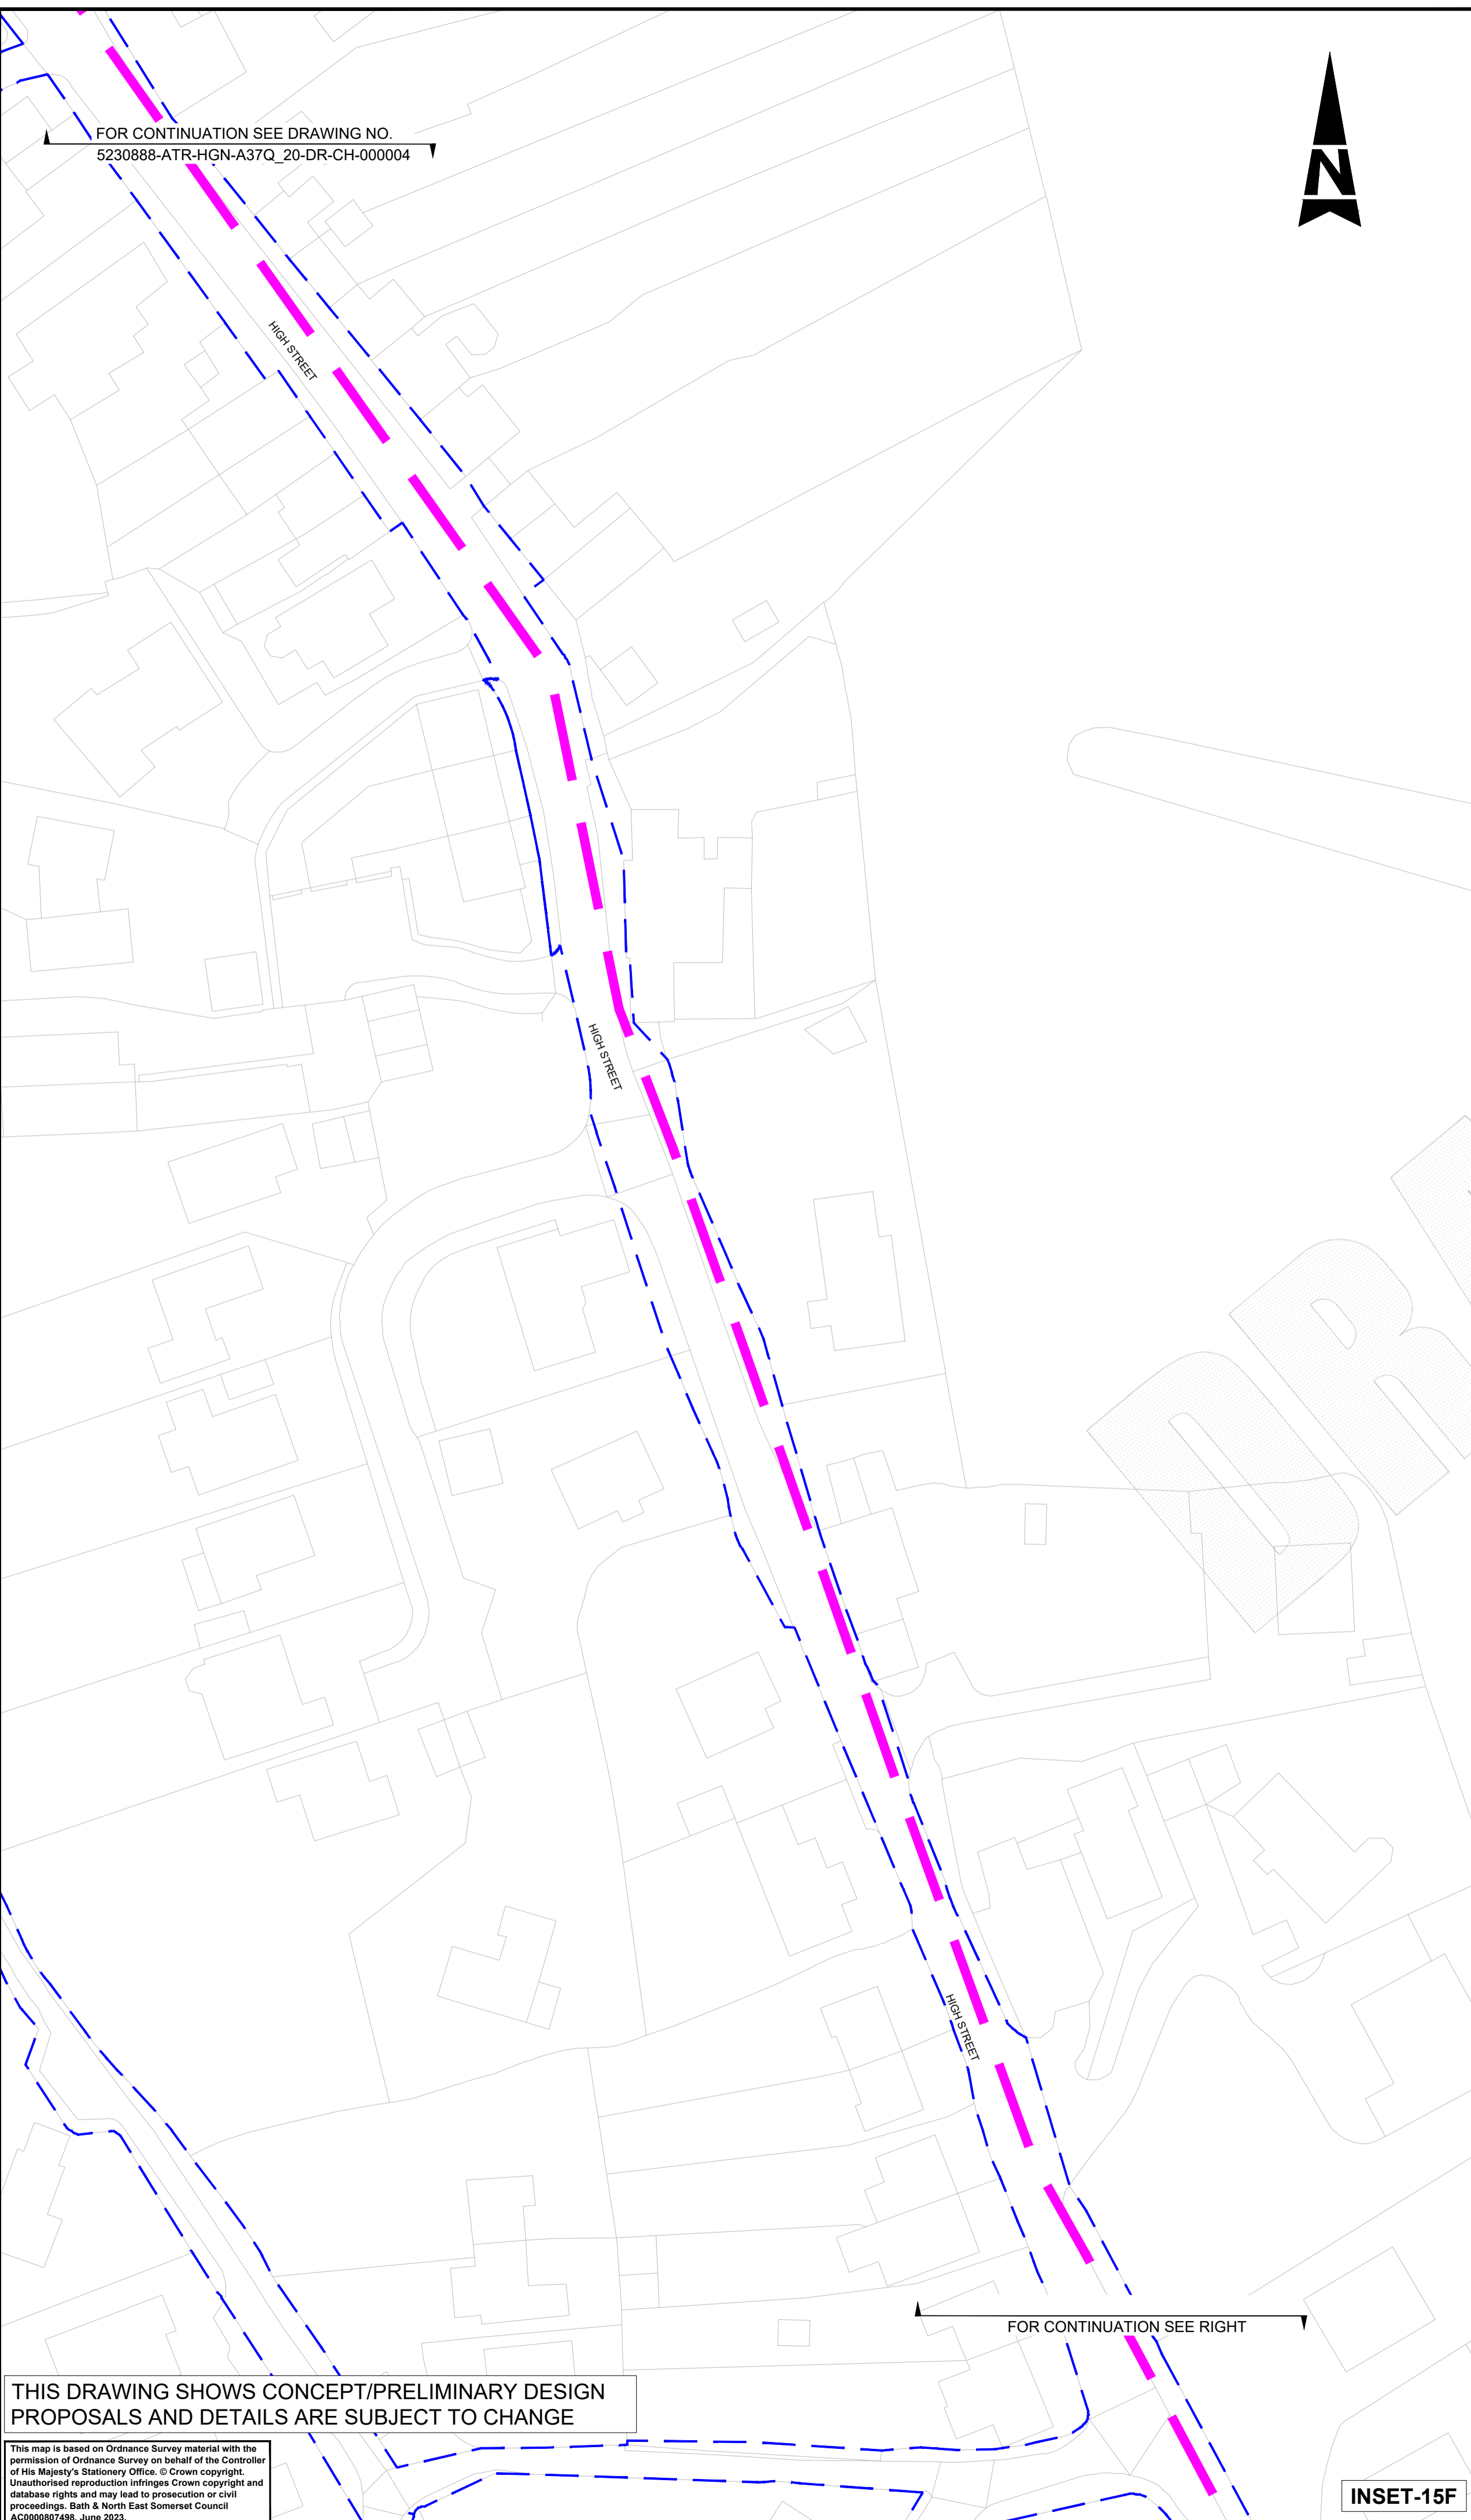 FOR CONTINUATION SEE DRAWING NO.
5230888-ATR-HGN-A37Q_20-DR-CH-000004
N
HIGH STREET
HIGH STREET
HIGH STREET
FOR CONTINUATION SEE RIGHT
THIS DRAWING SHOWS CONCEPT/PRELIMINARY DESIGN
PROPOSALS AND DETAILS ARE SUBJECT TO CHANGE
This map is based on Ordnance Survey material with the
permission of Ordnance Survey on behalf of the Controller
of His Majesty's Stationery Office. © Crown copyright.
Unauthorised reproduction infringes Crown copyright and
database rights and may lead to prosecution or civil
proceedings. Bath & North East Somerset Council
AC0000807498, June 2023.
INSET-15F